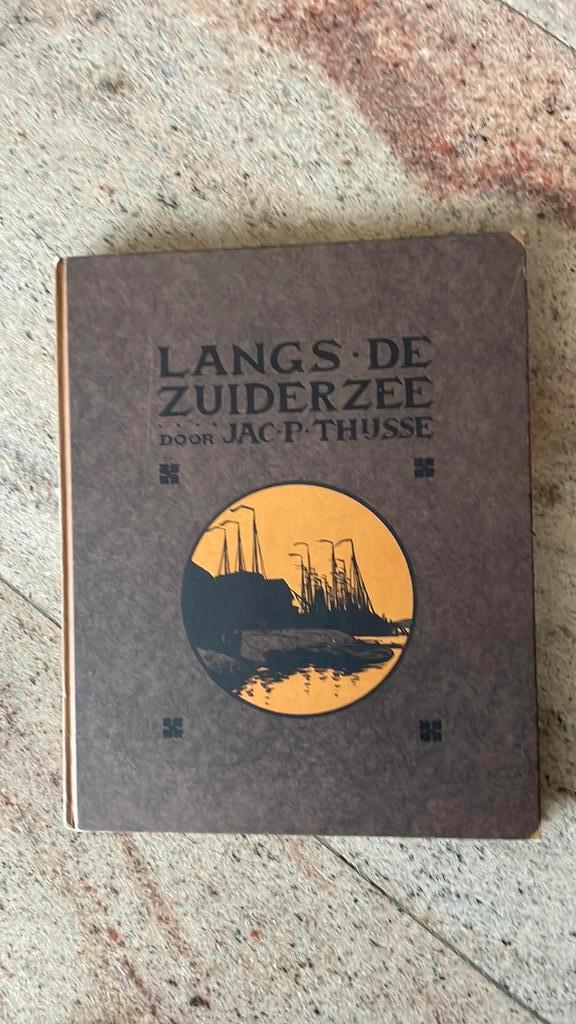 LANGS · DE
ZUIDERZEE
DOOR JAC · P · THIJSSE